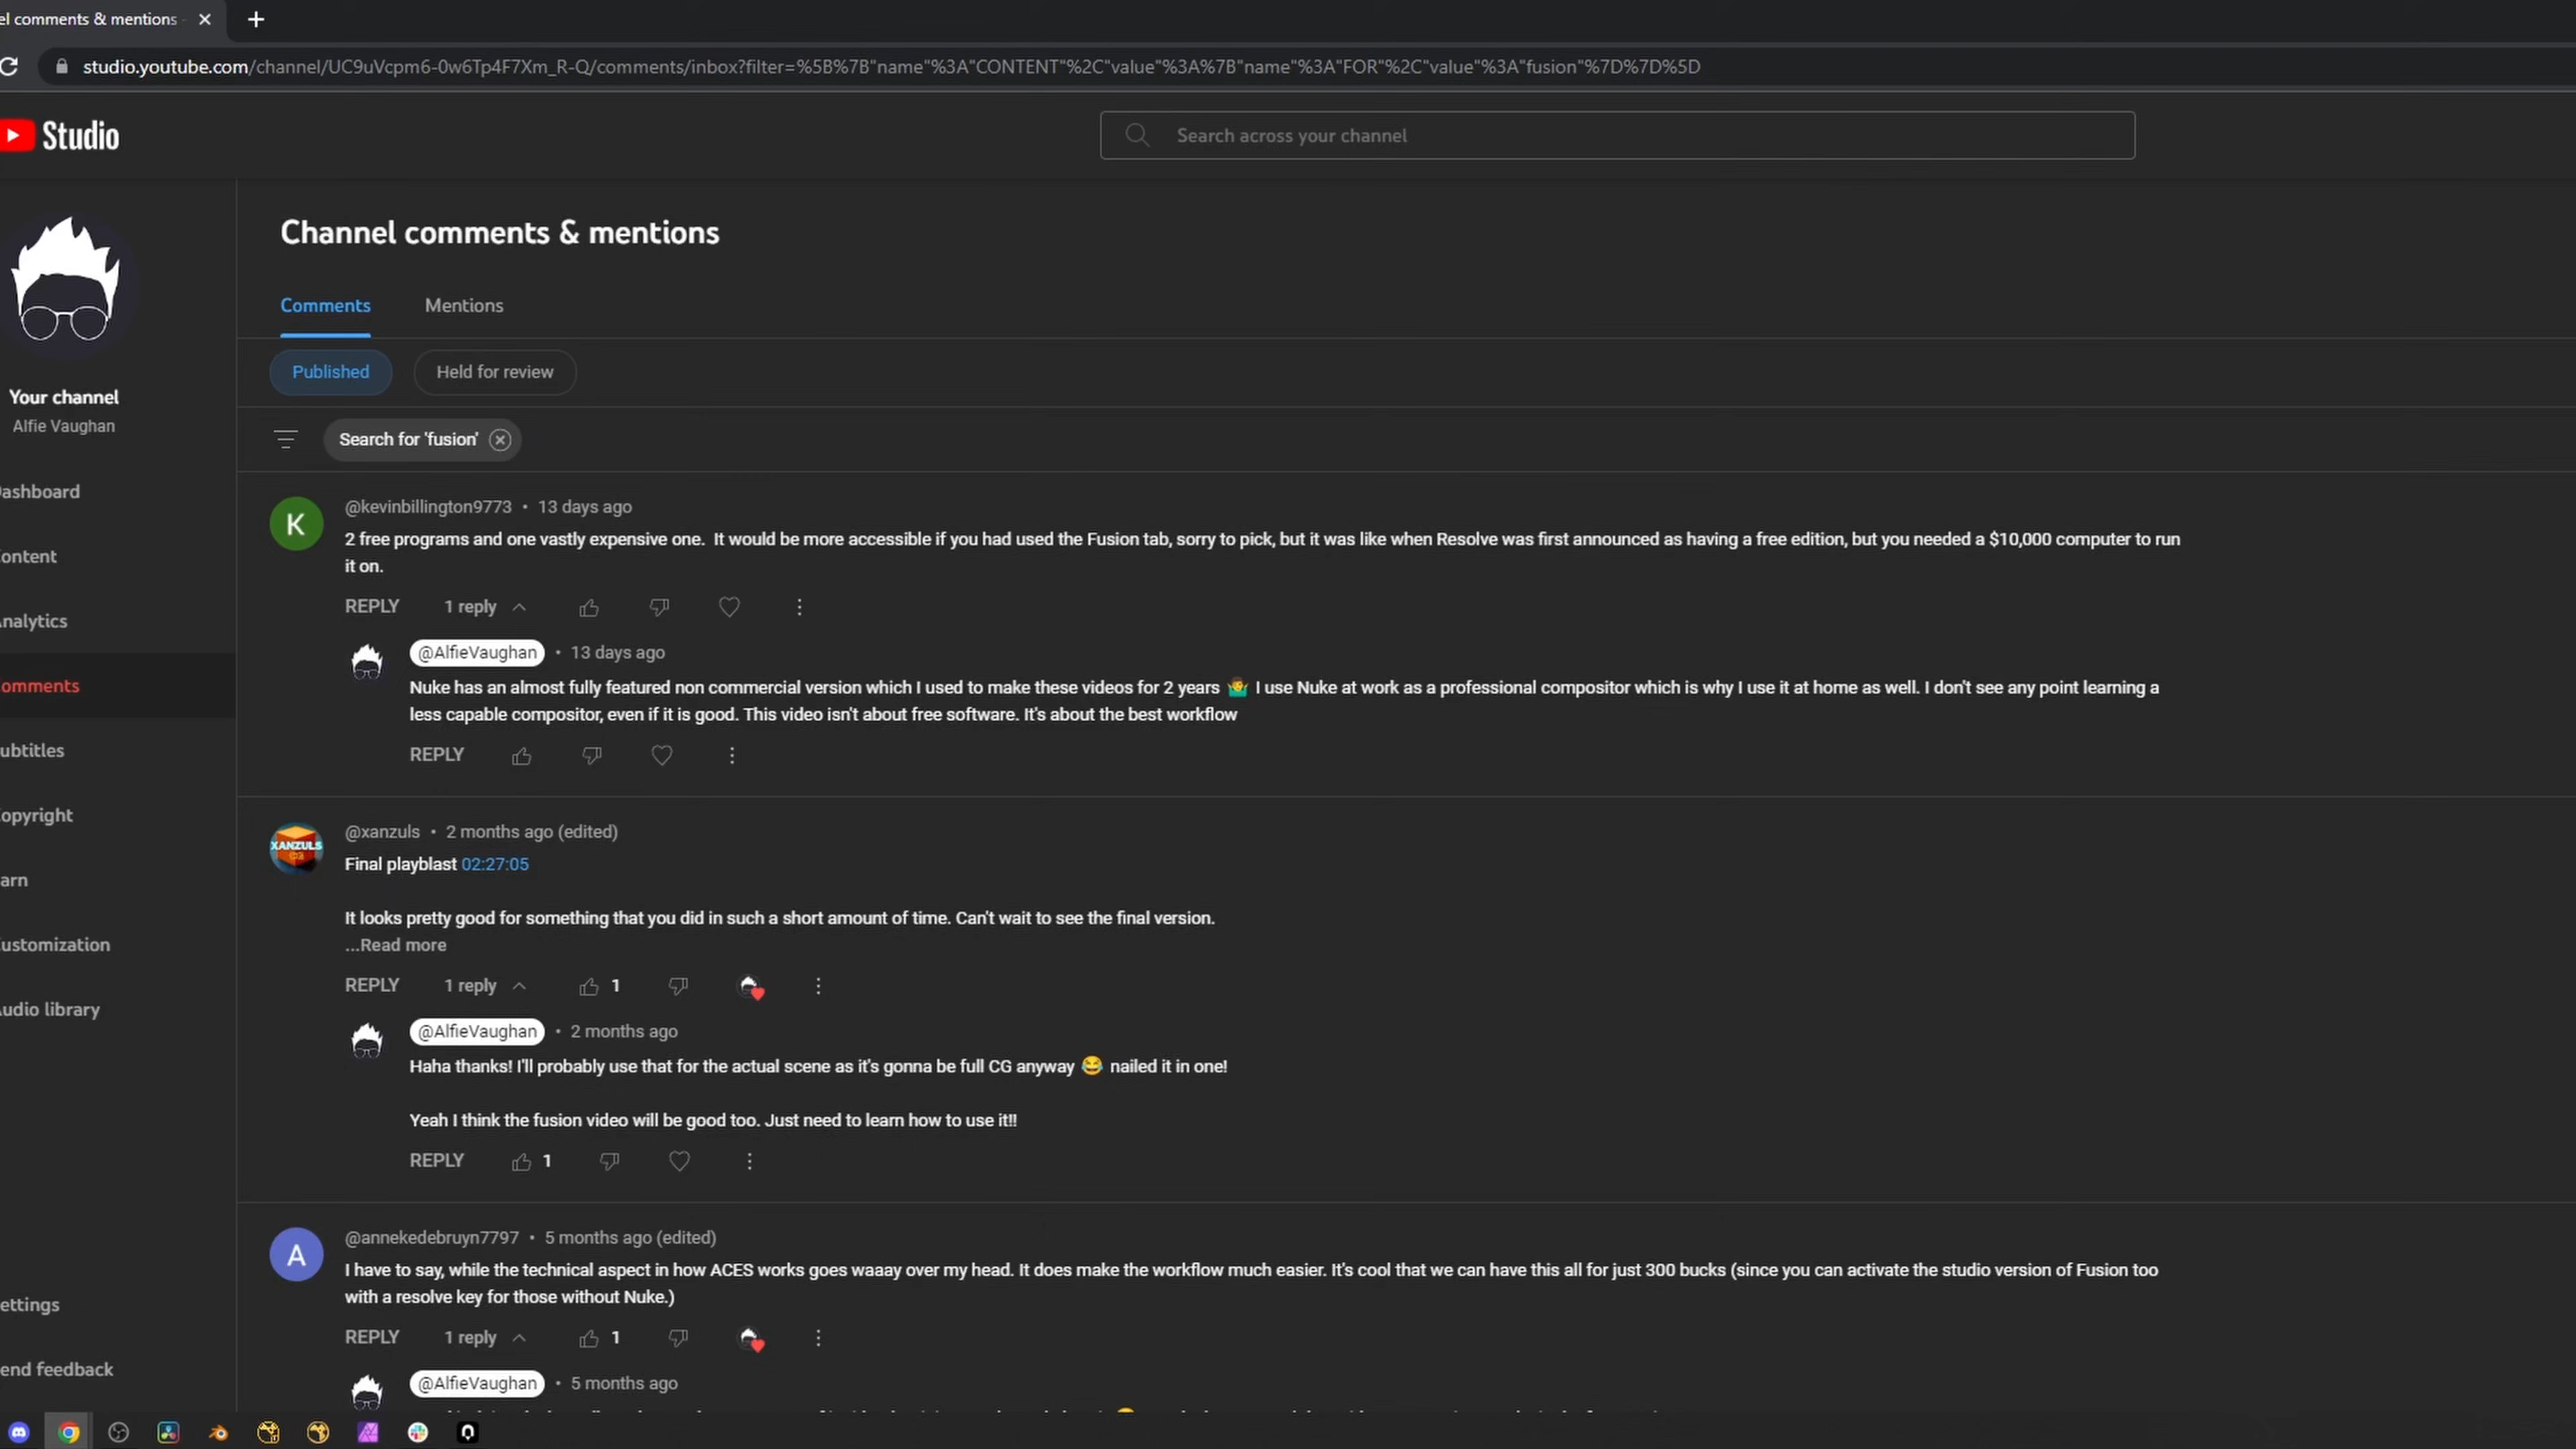 el comments & mentions
studio.youtube.com/channel/UC9uVcpm6-0w6Tp4F7Xm_R-Q/comments/inbox?filter=%5B%7B"name"%3A"CONTENT"%2C"value"%3A%7B"name"%3A"FOR"%2C"value"%3A"fusion"%7D%7D%5D
Studio
Search across your channel
Channel comments & mentions
Comments
Mentions
Published
Held for review
Search for 'fusion'
Your channel
Alfie Vaughan
ashboard
ontent
nalytics
omments
ubtitles
opyright
arn
ustomization
udio library
ettings
end feedback
K
@kevinbillington9773 • 13 days ago
2 free programs and one vastly expensive one.  It would be more accessible if you had used the Fusion tab, sorry to pick, but it was like when Resolve was first announced as having a free edition, but you needed a $10,000 computer to run
it on.
REPLY 1 reply
@AlfieVaughan • 13 days ago
Nuke has an almost fully featured non commercial version which I used to make these videos for 2 years 🤷‍♂️ I use Nuke at work as a professional compositor which is why I use it at home as well. I don't see any point learning a
less capable compositor, even if it is good. This video isn't about free software. It's about the best workflow
REPLY
XANZULS
@xanzuls • 2 months ago (edited)
Final playblast 02:27:05
It looks pretty good for something that you did in such a short amount of time. Can't wait to see the final version.
...Read more
REPLY 1 reply 1
@AlfieVaughan • 2 months ago
Haha thanks! I'll probably use that for the actual scene as it's gonna be full CG anyway 😂 nailed it in one!
Yeah I think the fusion video will be good too. Just need to learn how to use it!!
REPLY 1
A
@annekedebruyn7797 • 5 months ago (edited)
I have to say, while the technical aspect in how ACES works goes waaay over my head. It does make the workflow much easier. It's cool that we can have this all for just 300 bucks (since you can activate the studio version of Fusion too
with a resolve key for those without Nuke.)
REPLY 1 reply 1
@AlfieVaughan • 5 months ago